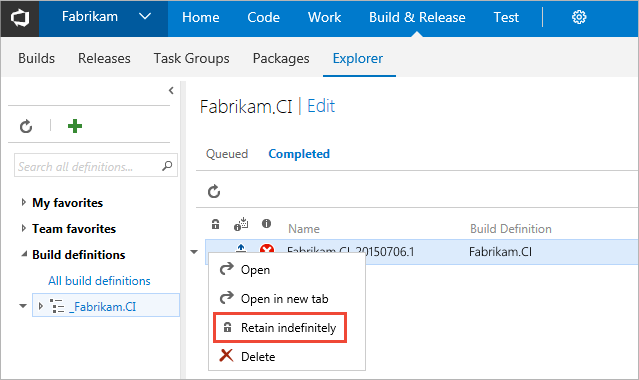 Fabrikam Home Code Work Build & Release Test
Builds Releases Task Groups Packages Explorer
Fabrikam.CI | Edit
Search all definitions...
Queued Completed
My favorites
Team favorites
Build definitions
All build definitions
_Fabrikam.CI
Name Build Definition
Fabrikam.CI_20150706.1 Fabrikam.CI
Open
Open in new tab
Retain indefinitely
Delete